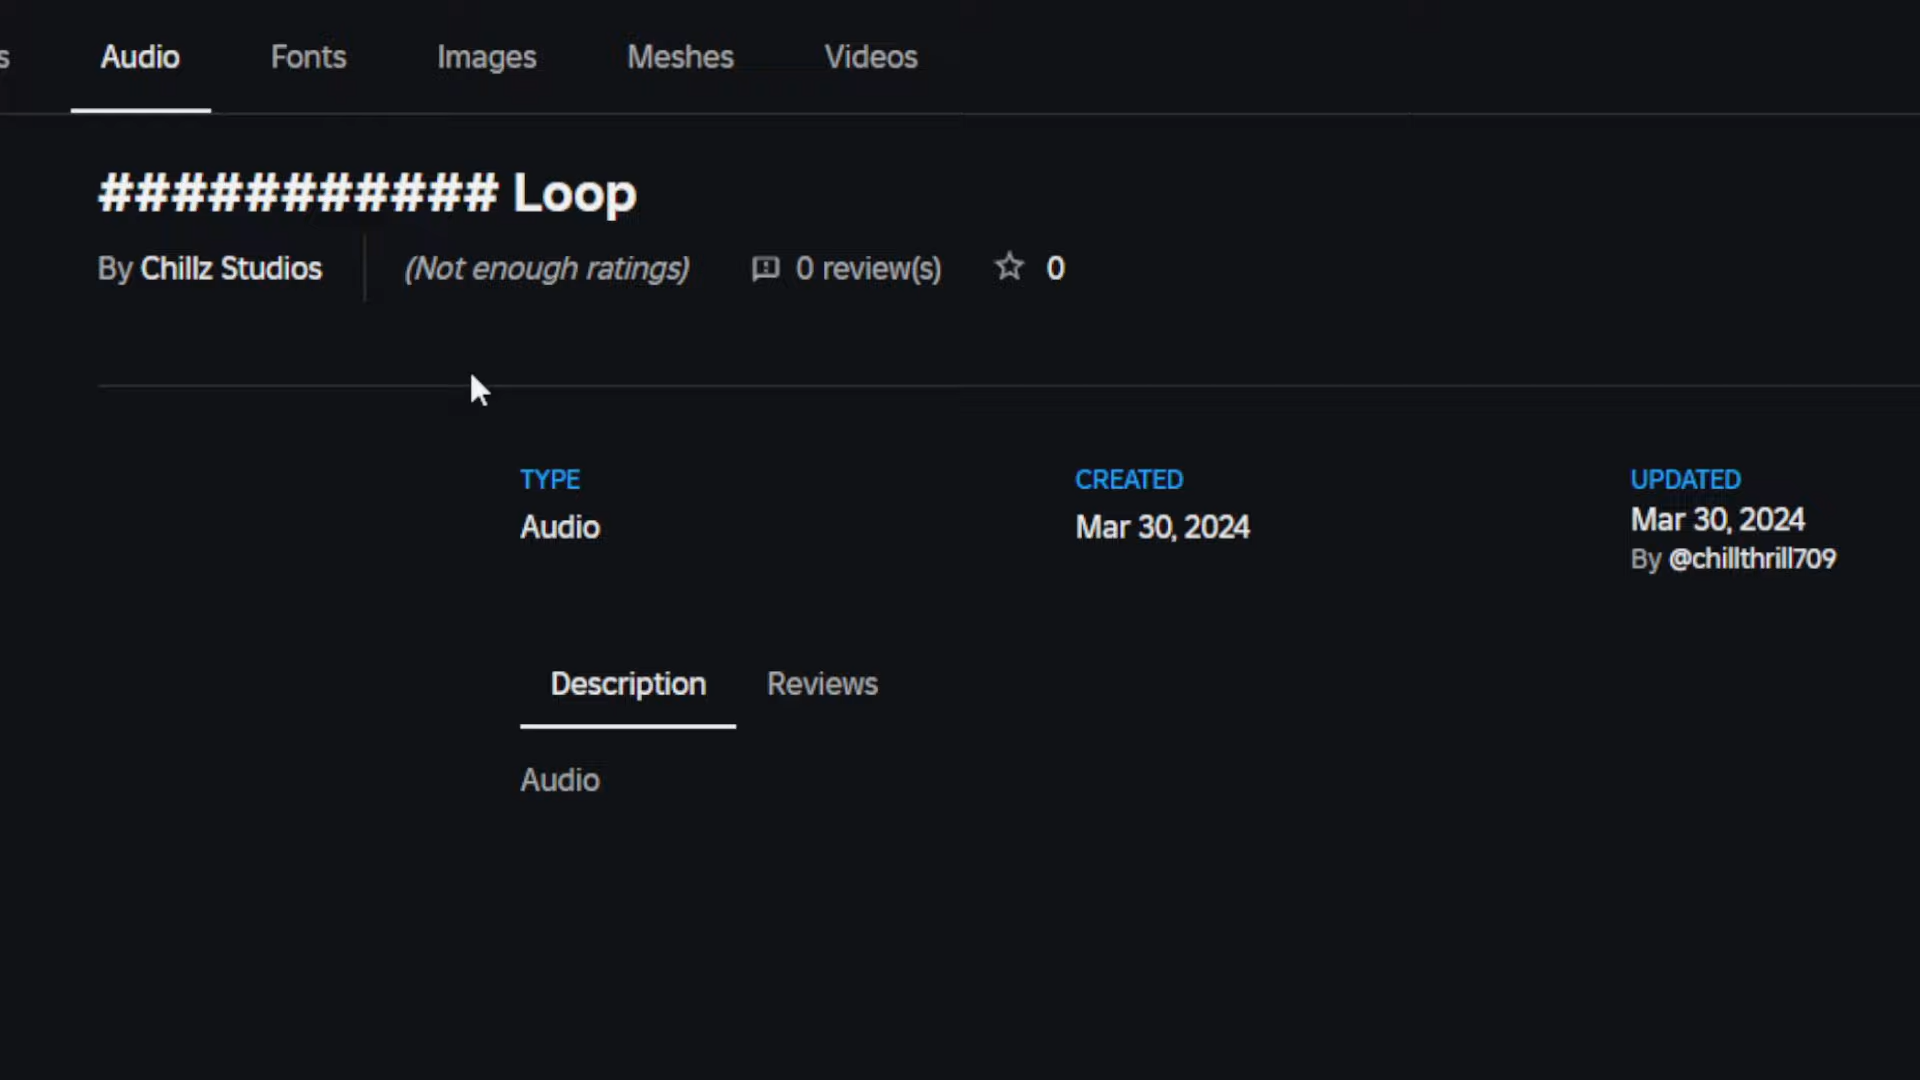 s Audio Fonts Images Meshes Videos
########### Loop
By Chillz Studios (Not enough ratings) 0 review(s) 0
TYPE CREATED UPDATED
Audio Mar 30, 2024 Mar 30, 2024
By @chillthrill709
Description Reviews
Audio